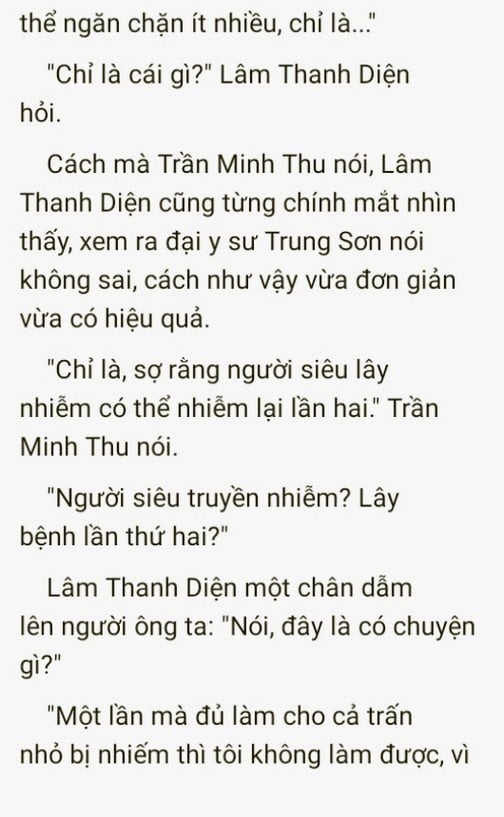 thể ngăn chặn ít nhiều, chỉ là..."
"Chỉ là cái gì?" Lâm Thanh Diện
hỏi.
Cách mà Trần Minh Thu nói, Lâm
Thanh Diện cũng từng chính mắt nhìn
thấy, xem ra đại y sư Trung Sơn nói
không sai, cách như vậy vừa đơn giản
vừa có hiệu quả.
"Chỉ là, sợ rằng người siêu lây
nhiễm có thể nhiễm lại lần hai." Trần
Minh Thu nói.
"Người siêu truyền nhiễm? Lây
bệnh lần thứ hai?"
Lâm Thanh Diện một chân dẫm
lên người ông ta: "Nói, đây là có chuyện
gì?"
"Một lần mà đủ làm cho cả trấn
nhỏ bị nhiếm thì tôi không làm được, vì